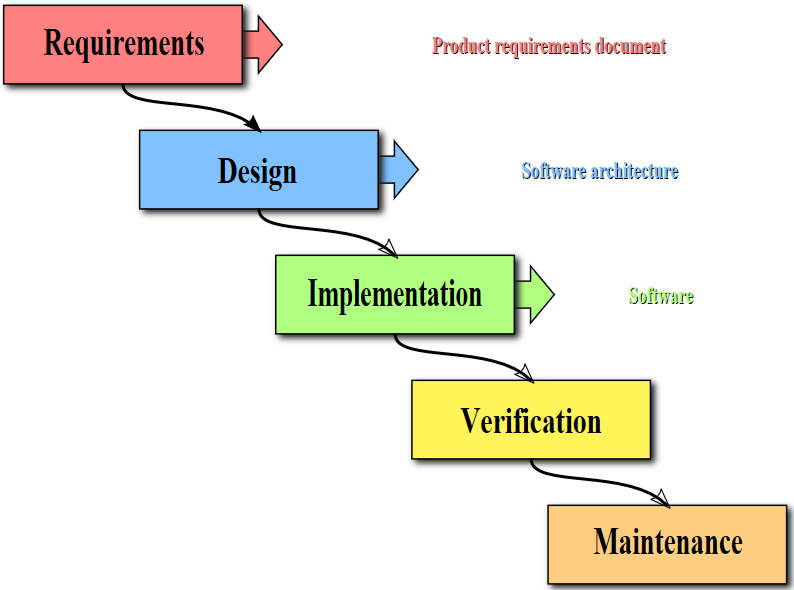 Requirements
Product requirements document
Design
Software architecture
Implementation
Software
Verification
Maintenance